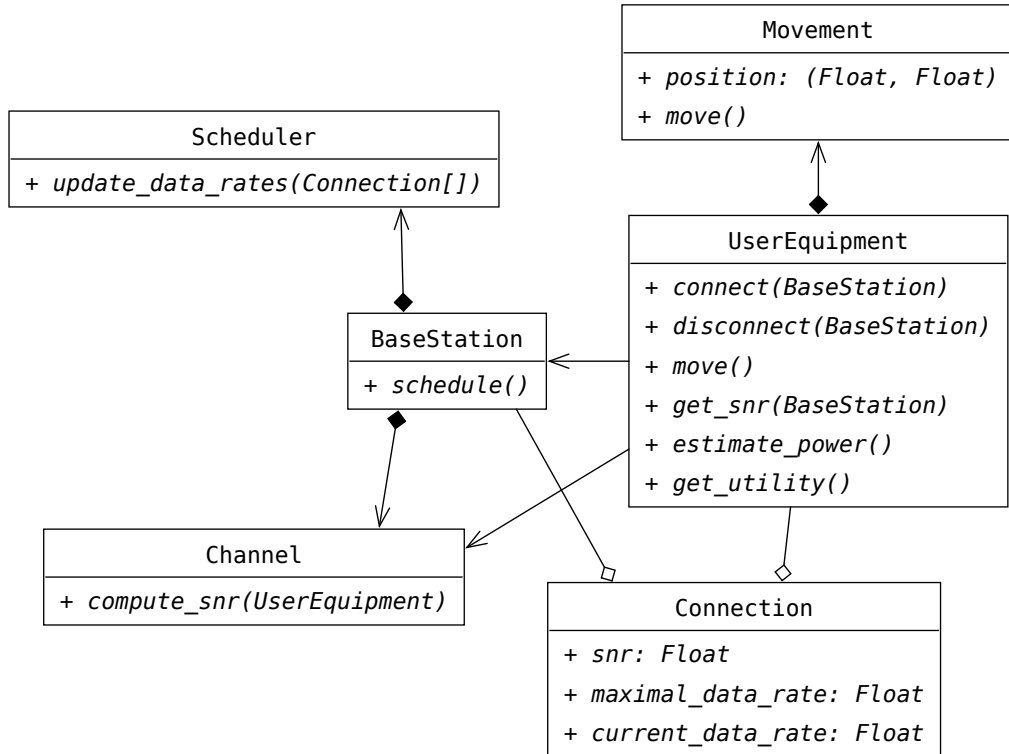 Movement
+ position: (Float, Float)
+ move()
Scheduler
+ update_data_rates(Connection[])
UserEquipment
+ connect(BaseStation)
+ disconnect(BaseStation)
+ move()
+ get_snr(BaseStation)
+ estimate_power()
+ get_utility()
BaseStation
+ schedule()
Channel
+ compute_snr(UserEquipment)
Connection
+ snr: Float
+ maximal_data_rate: Float
+ current_data_rate: Float